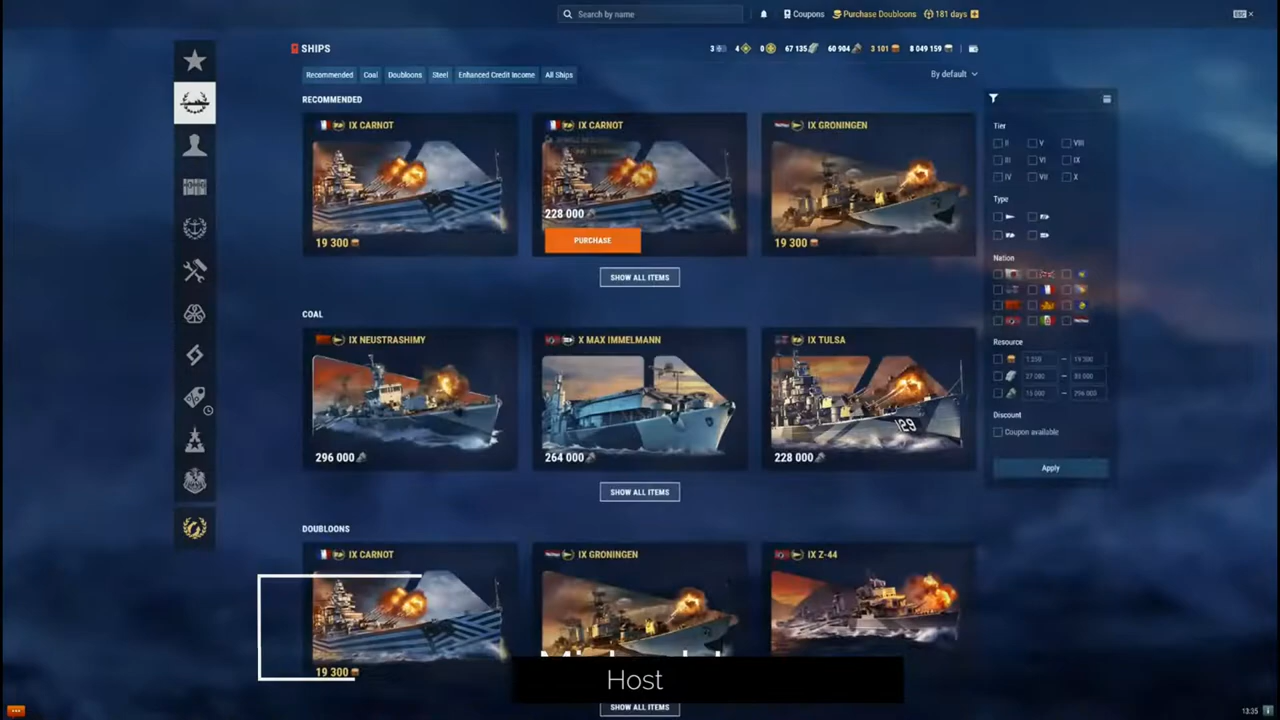 Search by name
Coupons
Purchase Doubloons
181 days
ESC
SHIPS
3
4
0
67 135
60 904
3 101
8 049 159
Recommended
Coal
Doubloons
Steel
Enhanced Credit Income
All Ships
By default
RECOMMENDED
IX CARNOT
19 300
IX CARNOT
228 000
PURCHASE
IX GRONINGEN
19 300
SHOW ALL ITEMS
COAL
IX NEUSTRASHIMY
296 000
X MAX IMMELMANN
264 000
IX TULSA
129
228 000
SHOW ALL ITEMS
DOUBLOONS
IX CARNOT
19 300
IX GRONINGEN
IX Z-44
SHOW ALL ITEMS
Tier
II
V
VIII
III
VI
IX
IV
VII
X
Type
Nation
Resource
19 300
27 000
15 000
296 000
Discount
Coupon available
Apply
Host
13:35